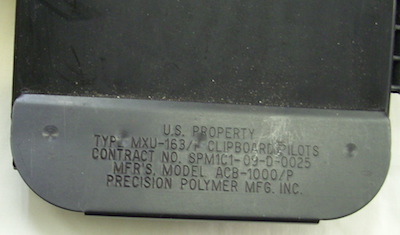 U.S. PROPERTY
TYPE MXU-163/P CLIPBOARD, PILOTS
CONTRACT NO. SPM1C1-09-D-0025
MFR'S. MODEL ACB-1000/P
PRECISION POLYMER MFG. INC.